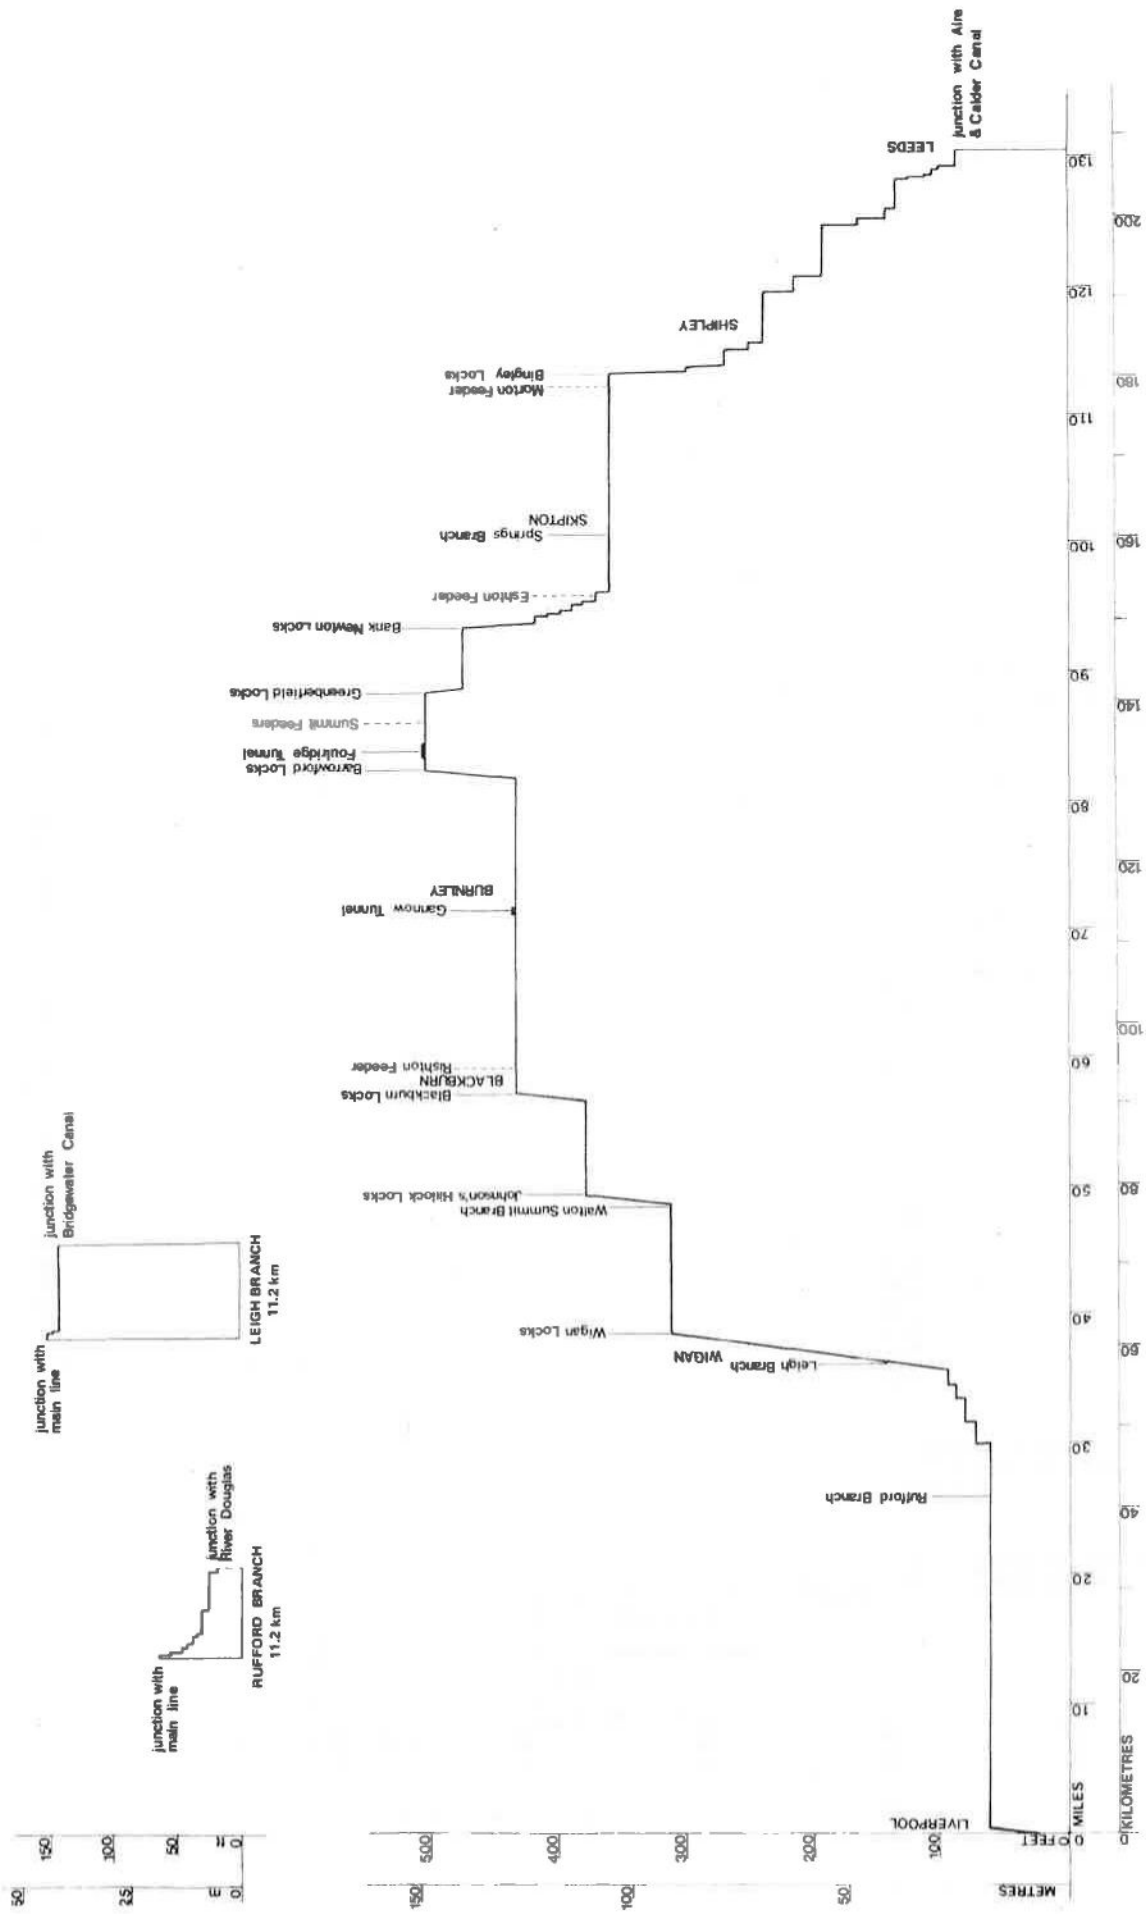 junction with Aire
& Calder Canal
LEEDS
SHIPLEY
Bingley Locks
Morton Feeder
SKIPTON
Springs Branch
Eshton Feeder
Bank Newton Locks
Greenberfield Locks
Summit Feeders
Foulridge Tunnel
Barrowford Locks
BURNLEY
Gannow Tunnel
Rishton Feeder
BLACKBURN
Blackburn Locks
Johnson's Hillock Locks
Walton Summit Branch
Wigan Locks
WIGAN
Leigh Branch
Rufford Branch
LIVERPOOL
junction with
Bridgewater Canal
LEIGH BRANCH
11.2 km
junction with
main line
junction with
River Douglas
RUFFORD BRANCH
11.2 km
junction with
main line
150
100
50
ft
0
50
25
m
0
500
400
300
200
100
0 FEET
150
100
50
METRES
0 MILES
10
20
30
40
50
60
70
80
90
100
110
120
130
0 KILOMETRES
20
40
60
80
100
120
140
160
180
200